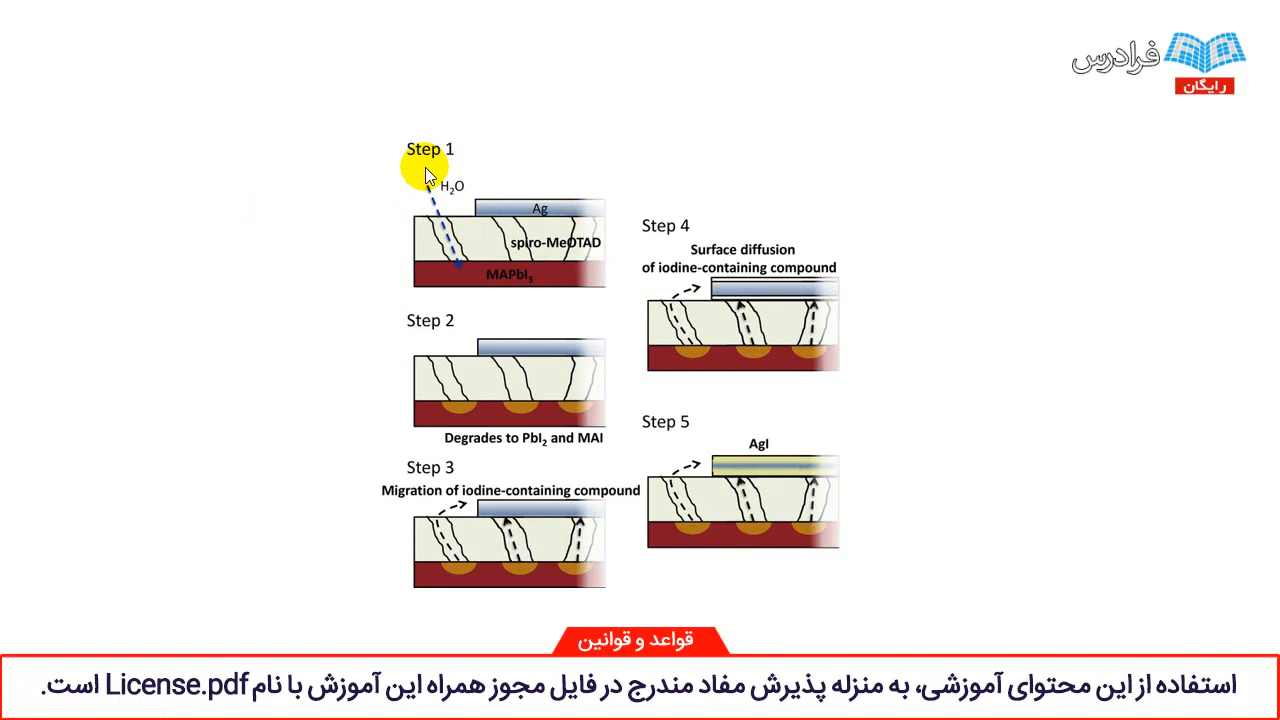 فرادرس
رایگان
Step 1
H₂O
Ag
spiro-MeOTAD
MAPbI₃
Step 2
Degrades to PbI₂ and MAI
Step 3
Migration of iodine-containing compound
Step 4
Surface diffusion
of iodine-containing compound
Step 5
AgI
قواعد و قوانین
استفاده از این محتوای آموزشی، به منزله پذیرش مفاد مندرج در فایل مجوز همراه این آموزش با نام License.pdf است.